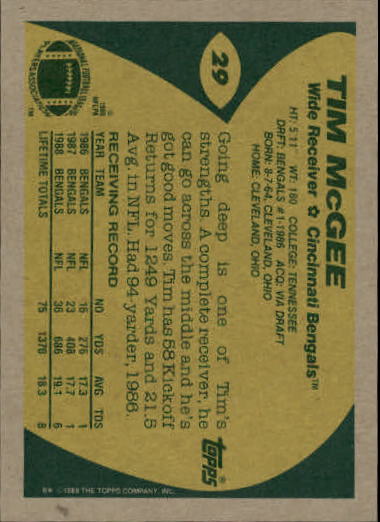 29
TIM McGEE
Wide Receiver ✩ Cincinnati Bengals™
HT: 5'11" WT: 180 COLLEGE: TENNESSEE
DRFT: BENGALS #1-1986 ACQ: VIA DRAFT
BORN: 8-7-64, CLEVELAND, OHIO
HOME: CLEVELAND, OHIO
topps
Going deep is one of Tim's
strengths. A complete receiver, he
can go across the middle and he's
got good moves. Tim has 58 Kickoff
Returns for 1249 Yards and 21.5
Avg. in NFL. Had 94-yarder, 1986.
RECEIVING RECORD
YEAR TEAM NO YDS AVG TDS
1986 BENGALS NFL 16 276 17.3 1
1987 BENGALS NFL 23 408 17.7 1
1988 BENGALS NFL 36 686 19.1 6
LIFETIME TOTALS 75 1370 18.3 8
© 1989 THE TOPPS COMPANY, INC.